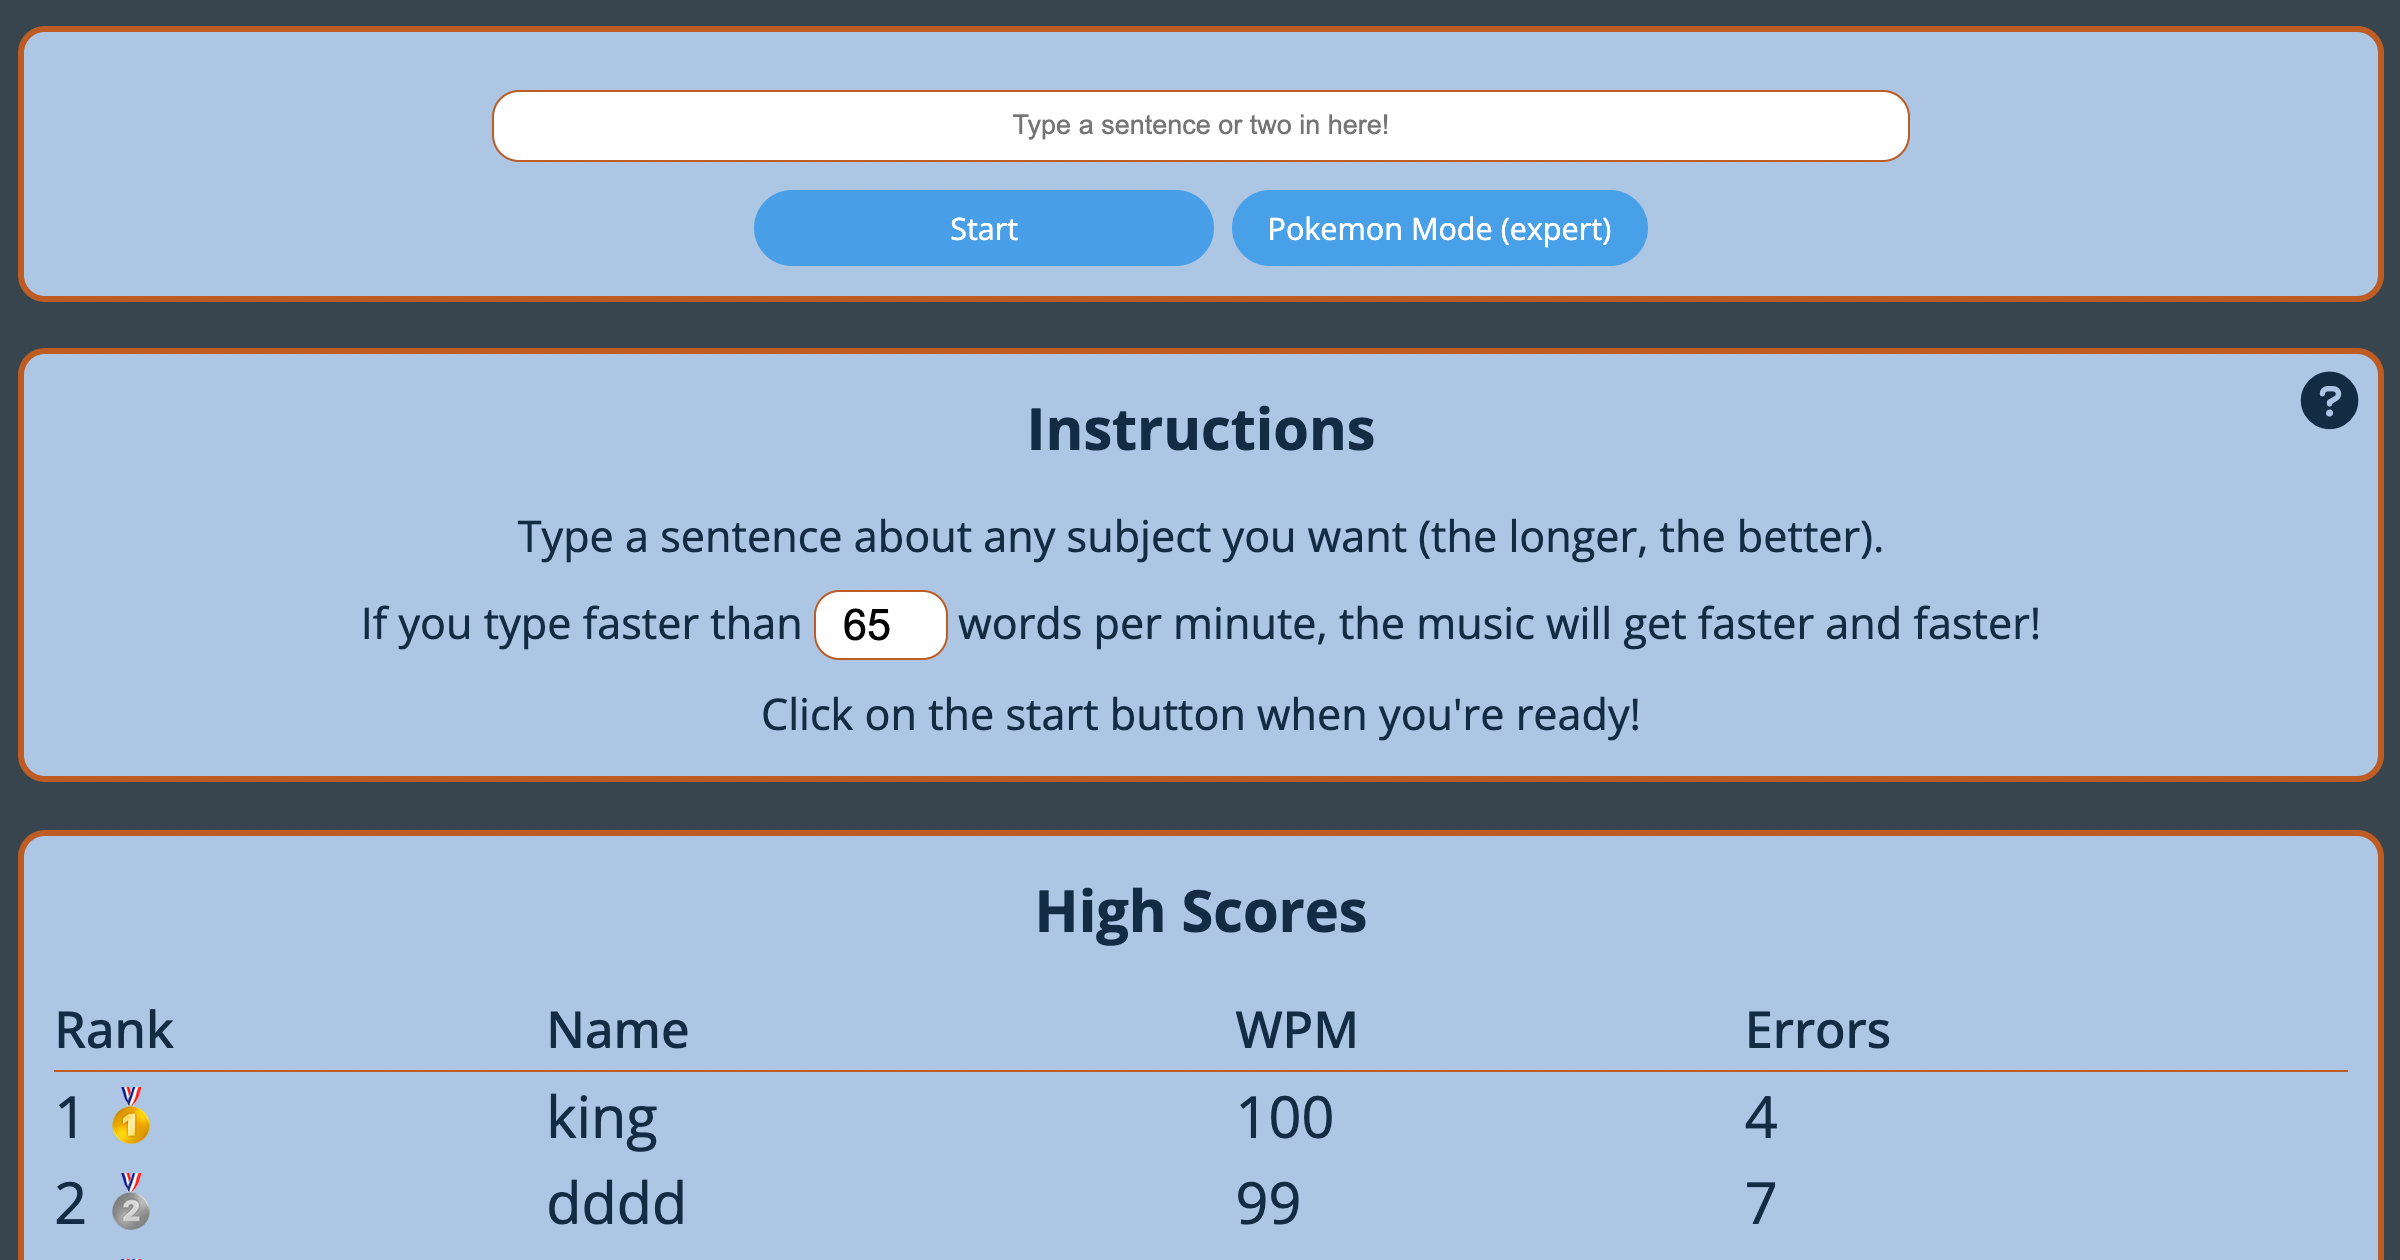 Type a sentence or two in here!
Start
Pokemon Mode (expert)
?
Instructions
Type a sentence about any subject you want (the longer, the better).
If you type faster than 65 words per minute, the music will get faster and faster!
Click on the start button when you're ready!
High Scores
Rank Name WPM Errors
1 1 king 100 4
2 2 dddd 99 7